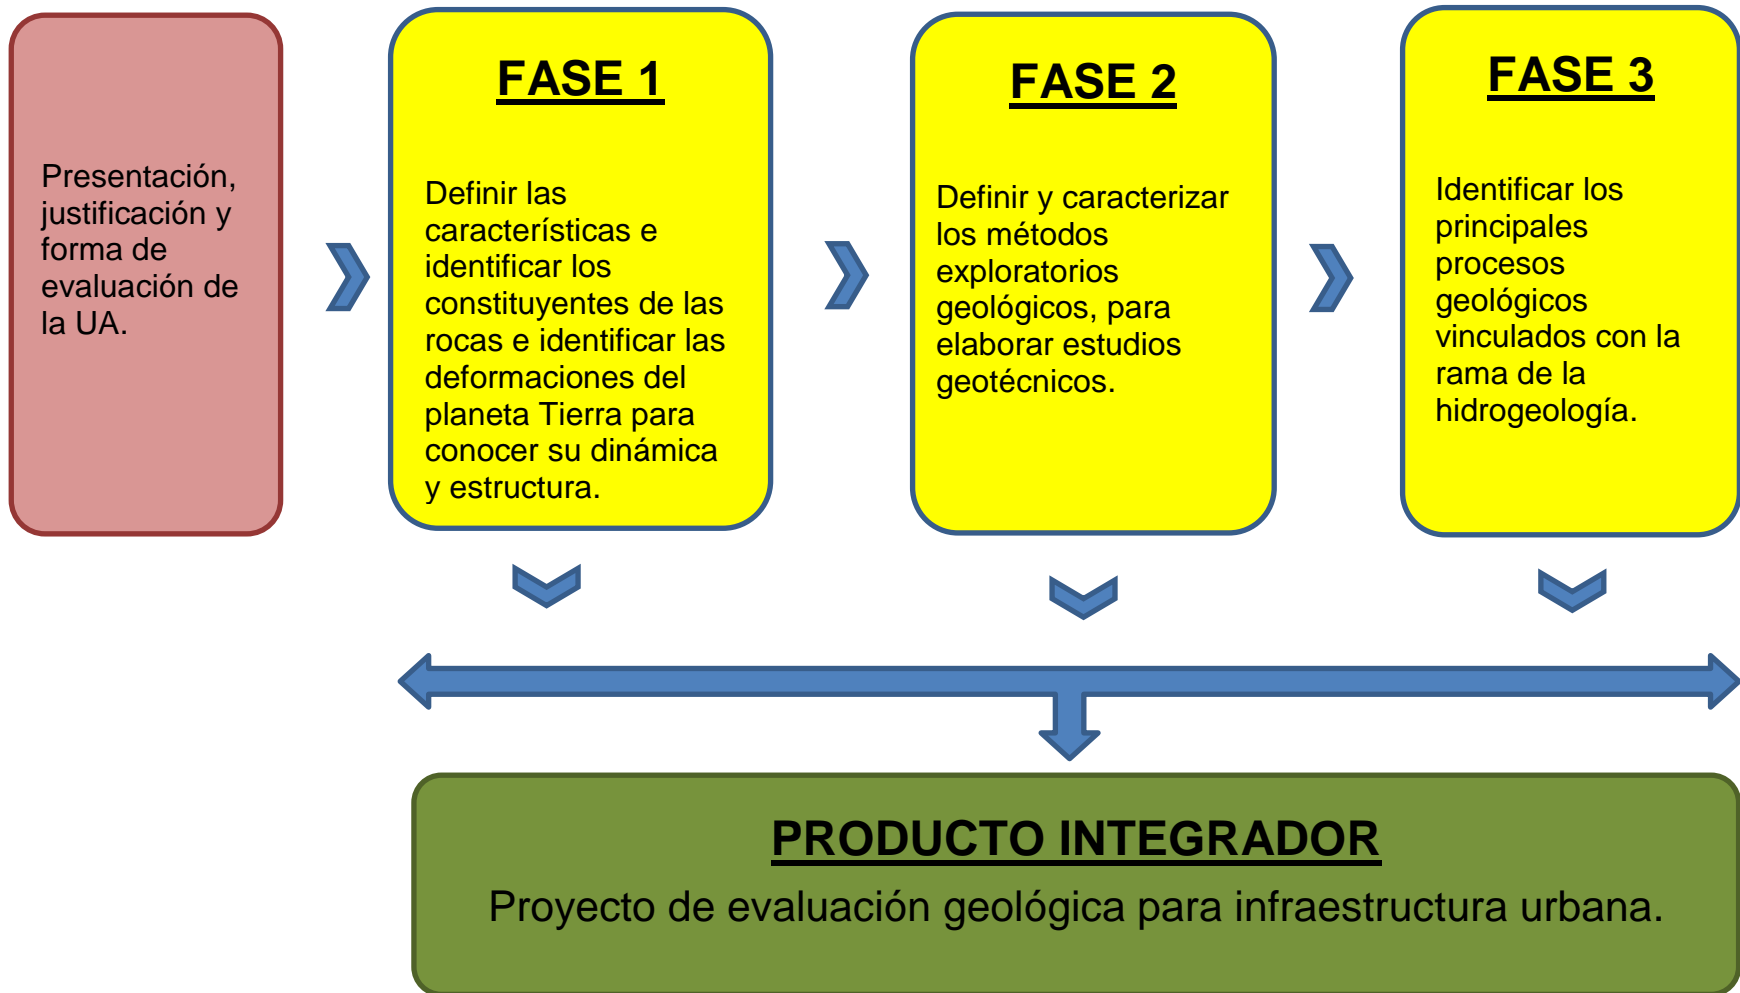 Presentación,
justificación y
forma de
evaluación de
la UA.
FASE 1
Definir las
características e
identificar los
constituyentes de las
rocas e identificar las
deformaciones del
planeta Tierra para
conocer su dinámica
y estructura.
FASE 2
Definir y caracterizar
los métodos
exploratorios
geológicos, para
elaborar estudios
geotécnicos.
FASE 3
Identificar los
principales
procesos
geológicos
vinculados con la
rama de la
hidrogeología.
PRODUCTO INTEGRADOR
Proyecto de evaluación geológica para infraestructura urbana.